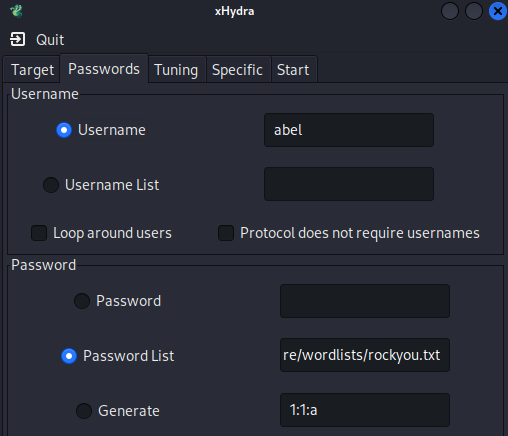 xHydra
Quit
Target Passwords Tuning Specific Start
Username
Username abel
Username List
Loop around users Protocol does not require usernames
Password
Password
Password List re/wordlists/rockyou.txt
Generate 1:1:a